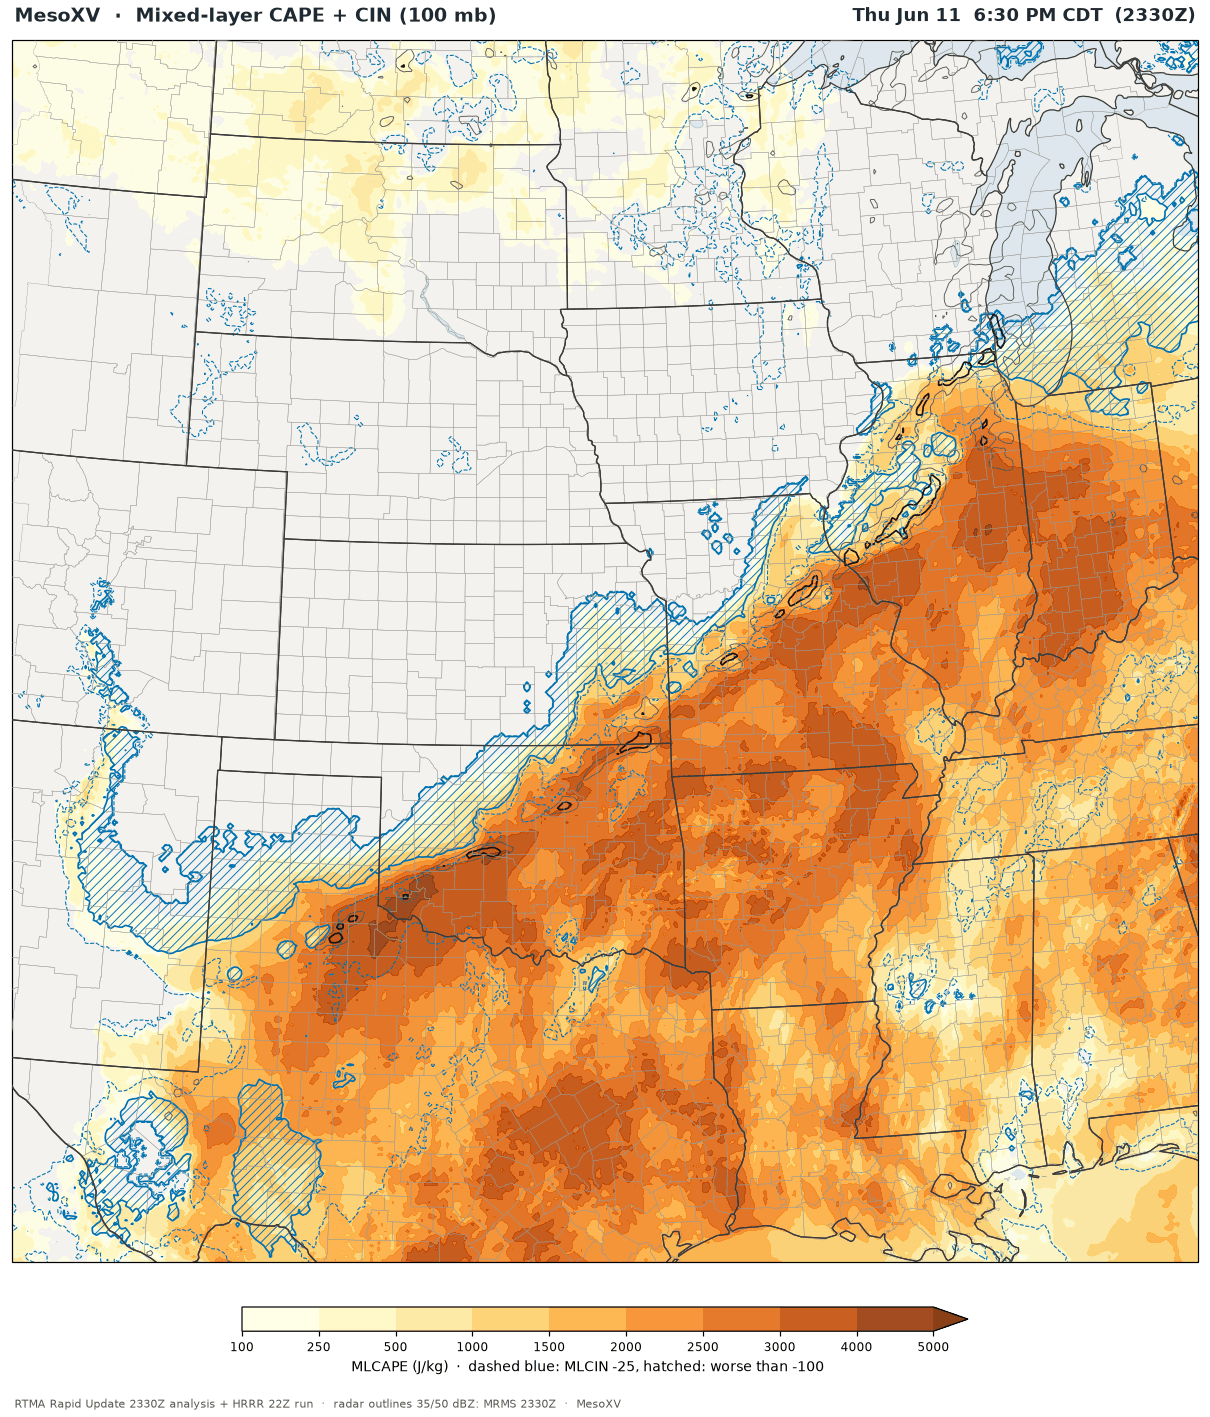 MesoXV · Mixed-layer CAPE + CIN (100 mb)
Thu Jun 11 6:30 PM CDT (2330Z)
100 250 500 1000 1500 2000 2500 3000 4000 5000
MLCAPE (J/kg) · dashed blue: MLCIN -25, hatched: worse than -100
RTMA Rapid Update 2330Z analysis + HRRR 22Z run · radar outlines 35/50 dBZ: MRMS 2330Z · MesoXV